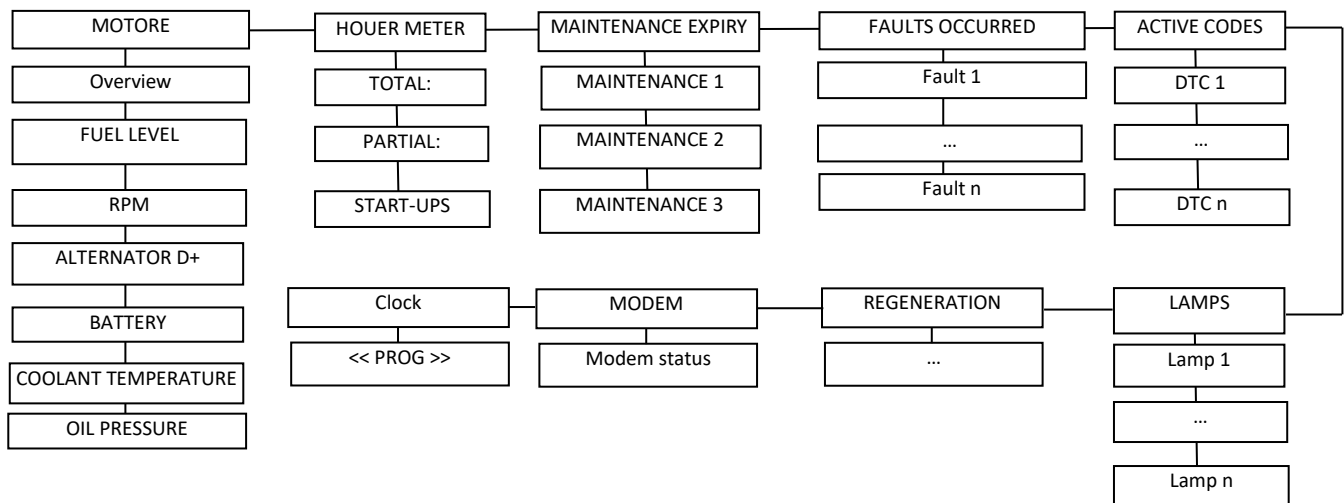 MOTORE
Overview
FUEL LEVEL
RPM
ALTERNATOR D+
BATTERY
COOLANT TEMPERATURE
OIL PRESSURE
HOUER METER
TOTAL:
PARTIAL:
START-UPS
MAINTENANCE EXPIRY
MAINTENANCE 1
MAINTENANCE 2
MAINTENANCE 3
FAULTS OCCURRED
Fault 1
...
Fault n
ACTIVE CODES
DTC 1
...
DTC n
LAMPS
Lamp 1
...
Lamp n
REGENERATION
...
MODEM
Modem status
Clock
<< PROG >>